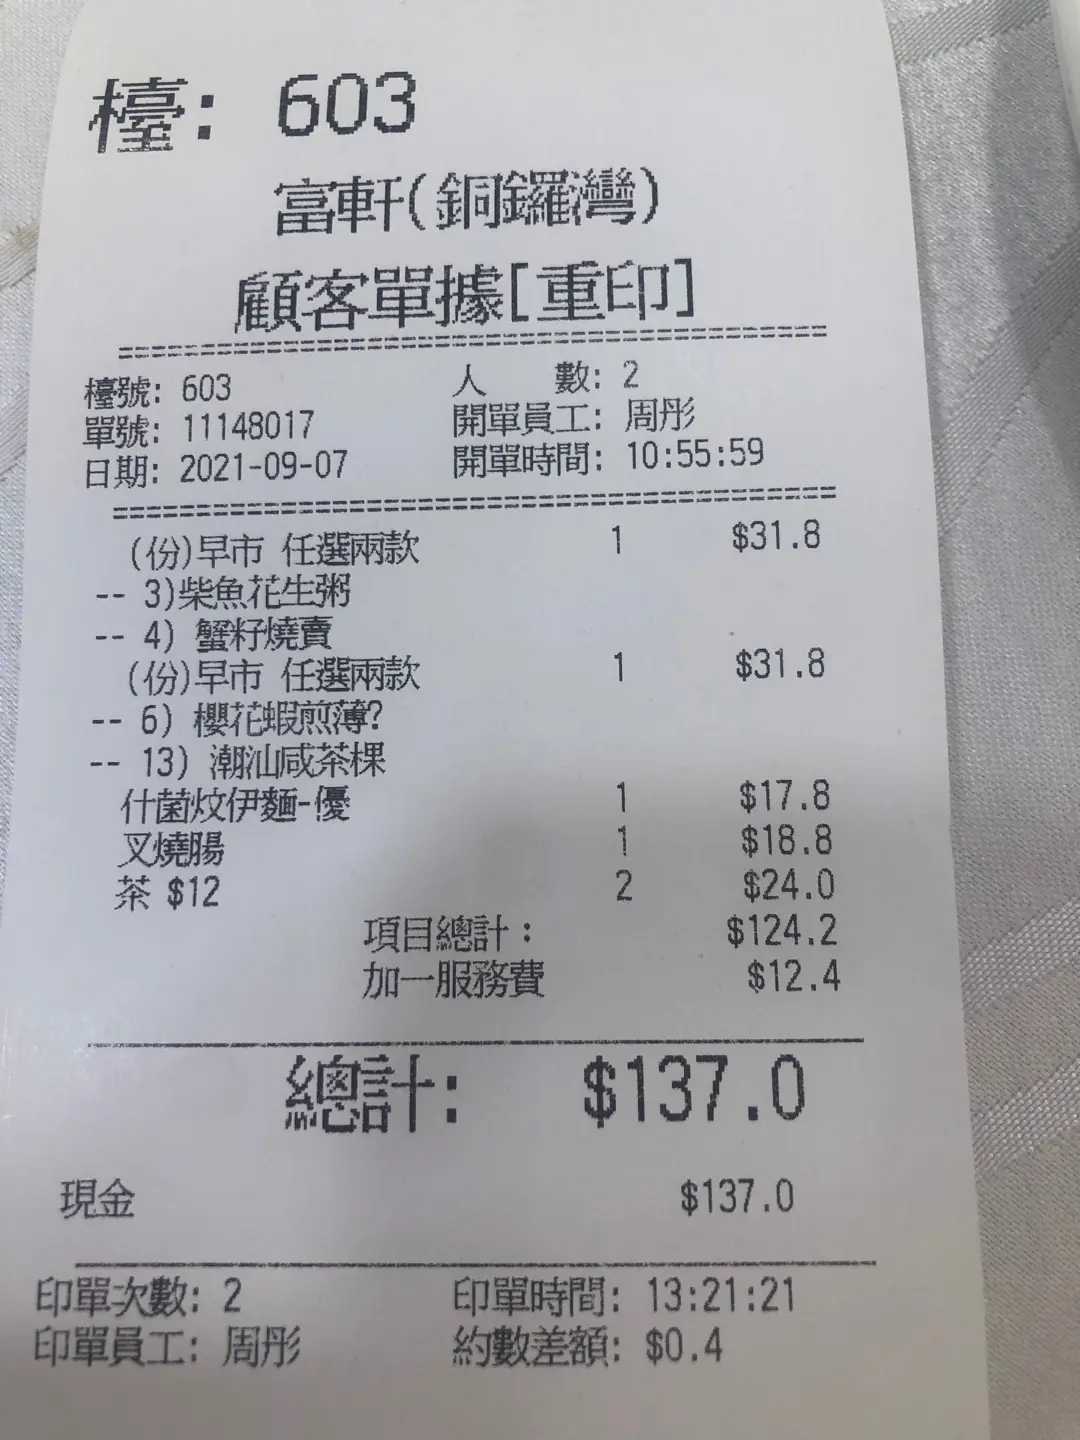 檯: 603
富軒(銅鑼灣)
顧客單據[重印]
檯號: 603 人 數: 2
單號: 11148017 開單員工: 周彤
日期: 2021-09-07 開單時間: 10:55:59
(份)早市 任選兩款 1 $31.8
-- 3)柴魚花生粥
-- 4) 蟹籽燒賣
(份)早市 任選兩款 1 $31.8
-- 6) 櫻花蝦煎薄?
-- 13) 潮汕咸茶粿
什菌炆伊麵-優 1 $17.8
叉燒腸 1 $18.8
茶 $12 2 $24.0
項目總計: $124.2
加一服務費 $12.4
總計: $137.0
現金 $137.0
印單次數: 2 印單時間: 13:21:21
印單員工: 周彤 約數差額: $0.4